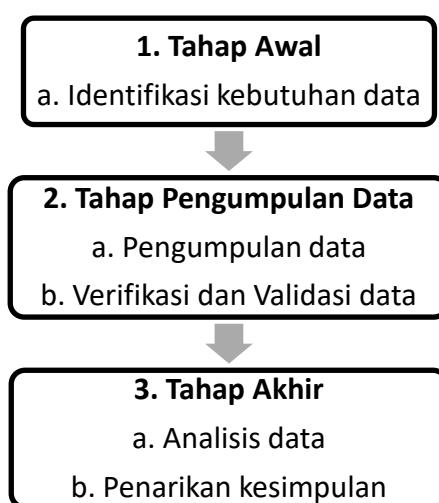 1. Tahap Awal
a. Identifikasi kebutuhan data
2. Tahap Pengumpulan Data
a. Pengumpulan data
b. Verifikasi dan Validasi data
3. Tahap Akhir
a. Analisis data
b. Penarikan kesimpulan